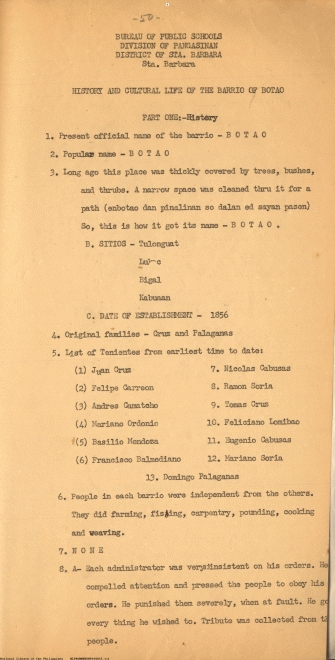 -50-
BUREAU OF PUBLIC SCHOOLS
DIVISION OF PANGASINAN
DISTRICT OF STA. BARBARA
Sta. Barbara
HISTORY AND CULTURAL LIFE OF THE BARRIO OF BOTAO
PART ONE:-History
1. Present official name of the barrio - B O T A O
2. Popular name - B O T A O
3. Long ago this place was thickly covered by trees, bushes,
and thrubs. A narrow space was cleaned thru it for a
path (enbotao den pinalinan so dalan ed sayan pason)
So, this is how it got its name - B O T A O .
B. SITIOS - Tulonguat
Bigal
Kabuaan
C. DATE OF ESTABLISHMENT - 1856
4. Original families - Cruz and Palaganas
5. List of Tenientes from earliest time to date:
(1) Juan Cruz
(2) Felipe Carreon
(3) Andres Camatcho
(4) Mariano Ordonio
(5) Basilio Mendoza
(6) Francisco Balmediano
7. Nicolas Cabusas
8. Ramon Soria
9. Tomas Cruz
10. Feliciano Lomibao
11. Eugenio Cabusas
12. Mariano Soria
13. Domingo Palaganas
6. People in each barrio were independent from the others.
They did farming, fishing, carpentry, pounding, cooking
and weaving.
7. N O N E
8. A- Each administrator was very insistent on his orders. He
compelled attention and pressed the people to obey his
orders. He punished them severely, when at fault. He
every thing he wished to. Tribute was collected from
people.